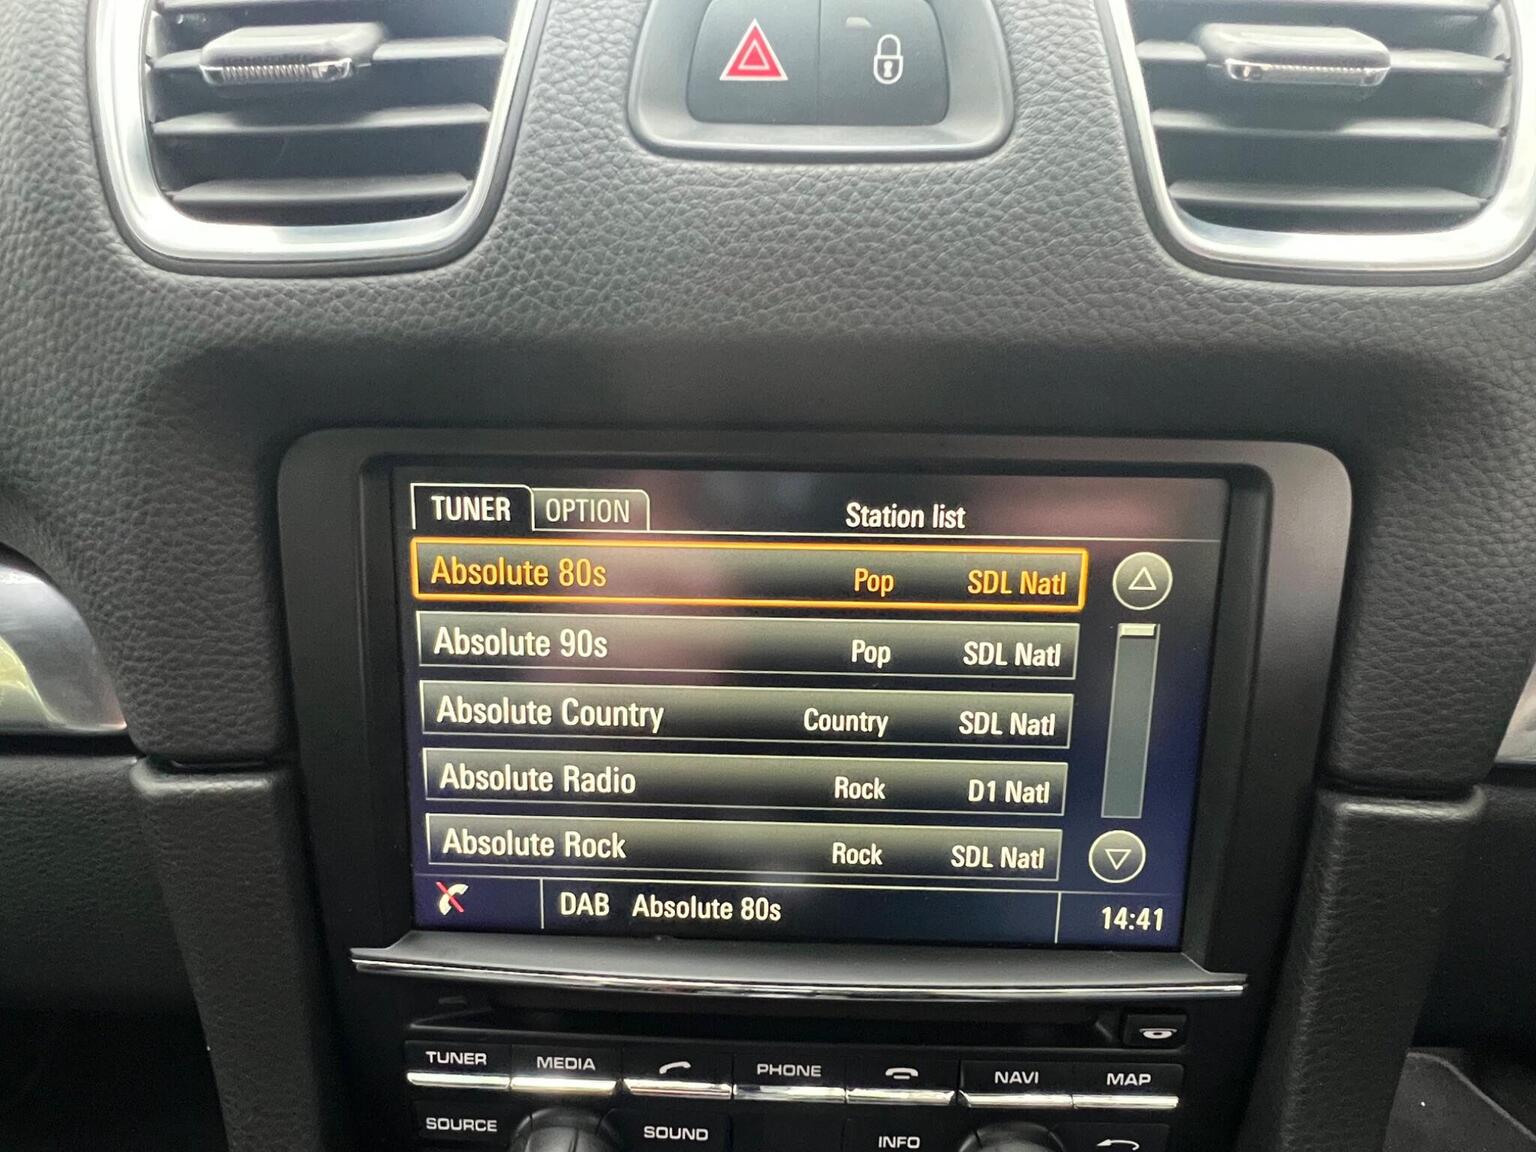 TUNER OPTION Station list
Absolute 80s Pop SDL Natl
Absolute 90s Pop SDL Natl
Absolute Country Country SDL Natl
Absolute Radio Rock D1 Natl
Absolute Rock Rock SDL Natl
DAB Absolute 80s 14:41
TUNER MEDIA PHONE NAVI MAP
SOURCE SOUND INFO